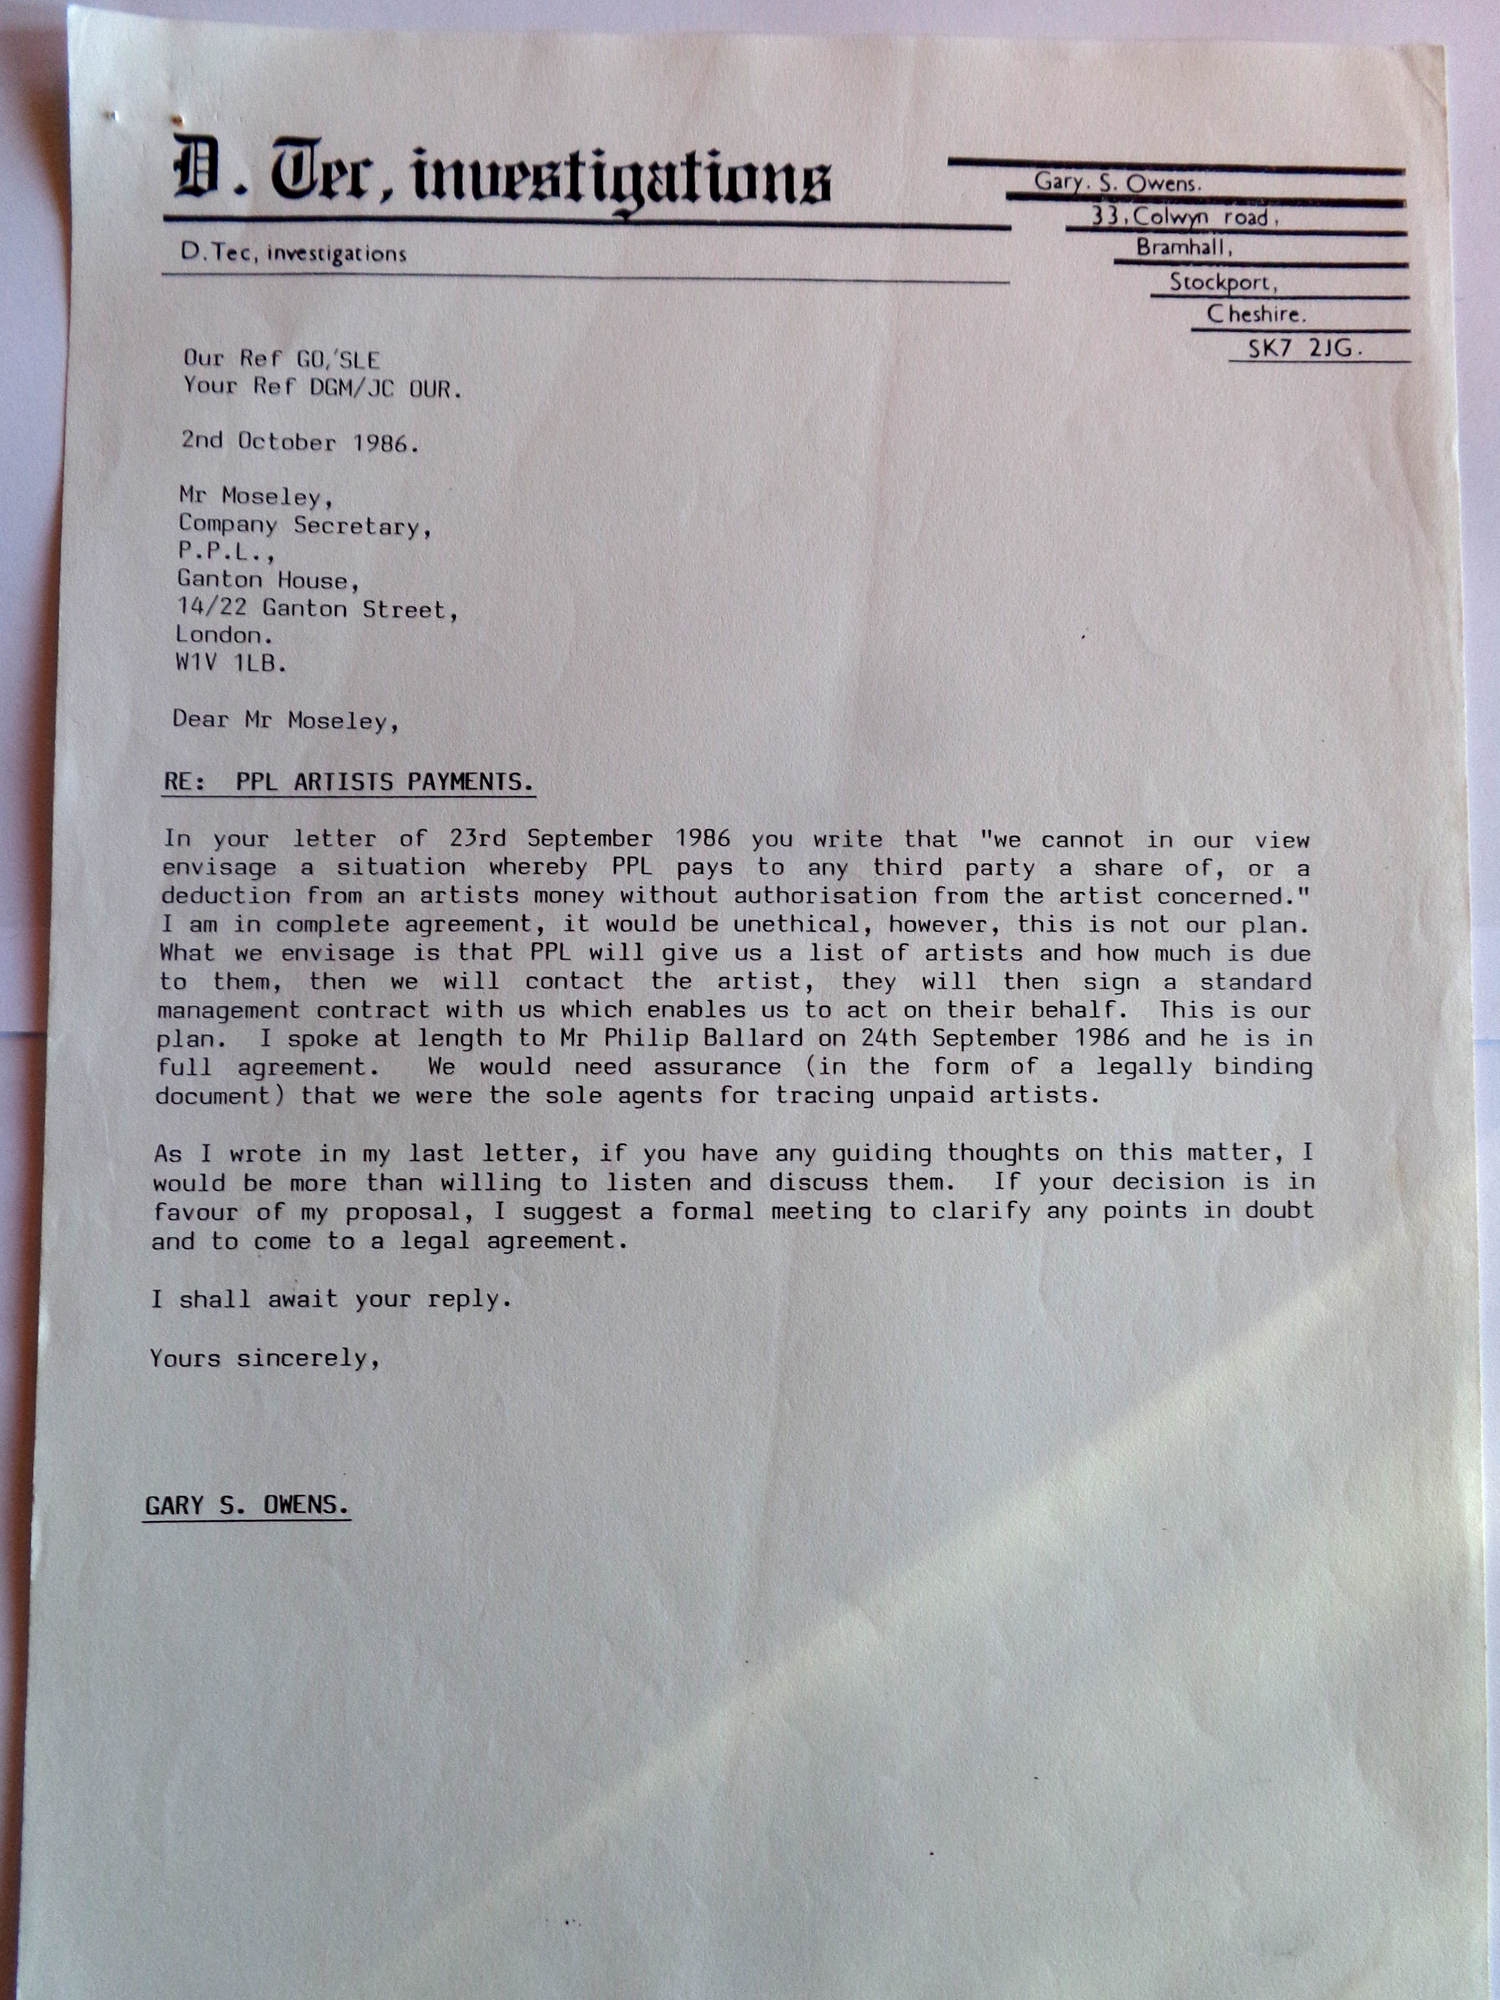 D. Tec, investigations
D.Tec, investigations
Gary. S. Owens.
33, Colwyn road,
Bramhall,
Stockport,
Cheshire.
SK7 2JG.
Our Ref GO/SLE
Your Ref DGM/JC OUR.
2nd October 1986.
Mr Moseley,
Company Secretary,
P.P.L.,
Ganton House,
14/22 Ganton Street,
London.
W1V 1LB.
Dear Mr Moseley,
RE: PPL ARTISTS PAYMENTS.
In your letter of 23rd September 1986 you write that "we cannot in our view
envisage a situation whereby PPL pays to any third party a share of, or a
deduction from an artists money without authorisation from the artist concerned."
I am in complete agreement, it would be unethical, however, this is not our plan.
What we envisage is that PPL will give us a list of artists and how much is due
to them, then we will contact the artist, they will then sign a standard
management contract with us which enables us to act on their behalf. This is our
plan. I spoke at length to Mr Philip Ballard on 24th September 1986 and he is in
full agreement. We would need assurance (in the form of a legally binding
document) that we were the sole agents for tracing unpaid artists.
As I wrote in my last letter, if you have any guiding thoughts on this matter, I
would be more than willing to listen and discuss them. If your decision is in
favour of my proposal, I suggest a formal meeting to clarify any points in doubt
and to come to a legal agreement.
I shall await your reply.
Yours sincerely,
GARY S. OWENS.